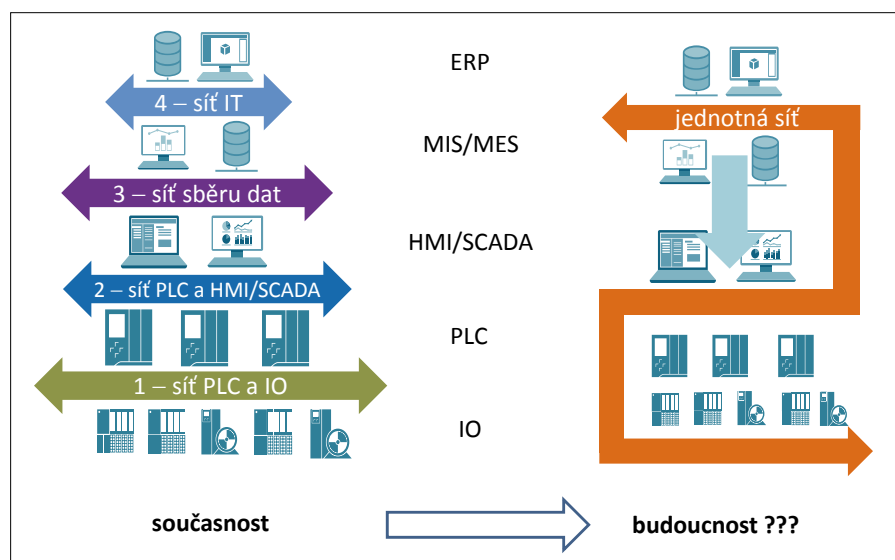 ERP
4 – síť IT
jednotná síť
MIS/MES
3 – síť sběru dat
HMI/SCADA
2 – síť PLC a HMI/SCADA
PLC
1 – síť PLC a IO
IO
současnost
budoucnost ???